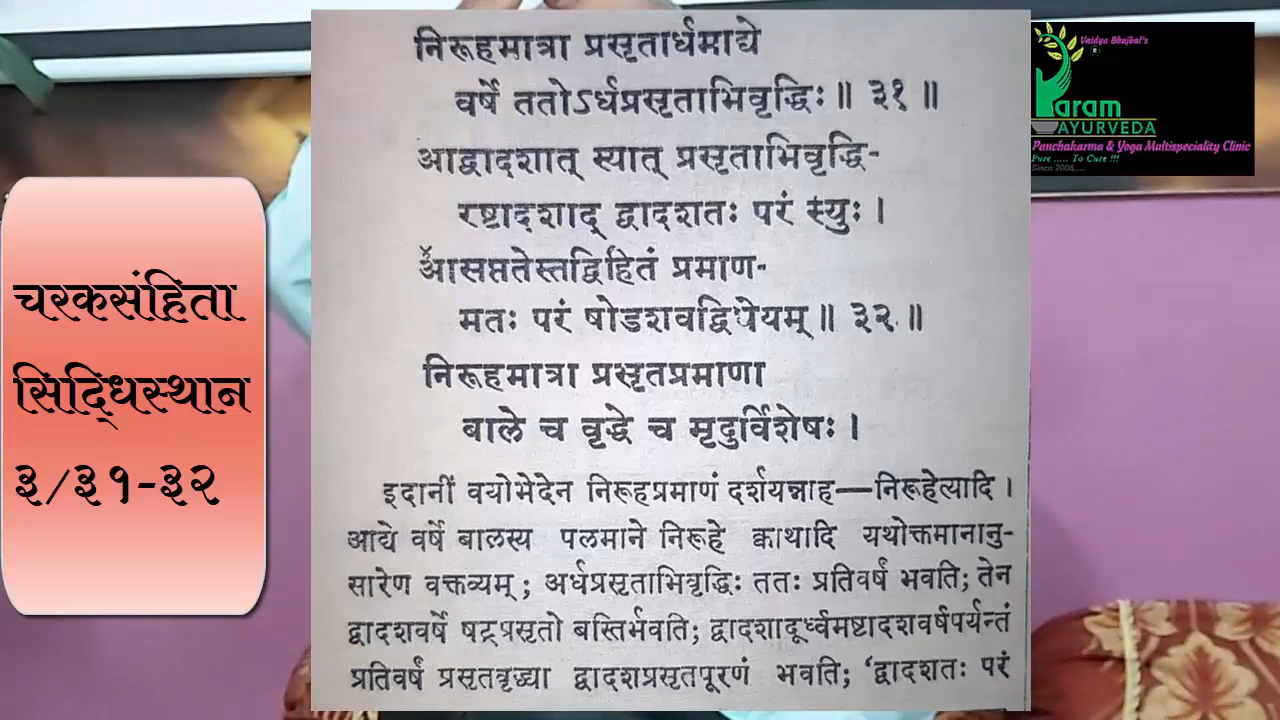 निरूहमात्रा प्रसृतार्धमाद्ये
वर्षे ततोऽर्धप्रसृताभिवृद्धिः ॥ ३१ ॥
आद्वादशात् स्यात् प्रसृताभिवृद्धि-
रष्टादशाद् द्वादशतः परं स्युः ।
आसप्ततेस्तद्विहितं प्रमाण-
मतः परं षोडशवद्विधेयम् ॥ ३२ ॥
निरूहमात्रा प्रसृतप्रमाणा
बाले च वृद्धे च मृदुर्विशेषः ।
इदानीं वयोभेदेन निरूहप्रमाणं दर्शयन्नाह—निरूहेत्यादि ।
आद्ये वर्षे बालस्य पलमाने निरूहे क्वाथादि यथोक्तमानानु-
सारेण वक्तव्यम् ; अर्धप्रसृताभिवृद्धिः ततः प्रतिवर्षं भवति; तेन
द्वादशवर्षे षट्प्रसृतो बस्तिर्भवति; द्वादशादूर्ध्वमष्टादशवर्षपर्यन्तं
प्रतिवर्षं प्रसृतवृद्ध्या द्वादशप्रसृतपूरणं भवति; ‘द्वादशतः परं
चरकसंहिता
सिद्धिस्थान
३/३१-३२
Vaidya Bhujbal's
Param
AYURVEDA
Panchakarma & Yoga Multispeciality Clinic
Pure ..... To Cure !!!
Since 2006....